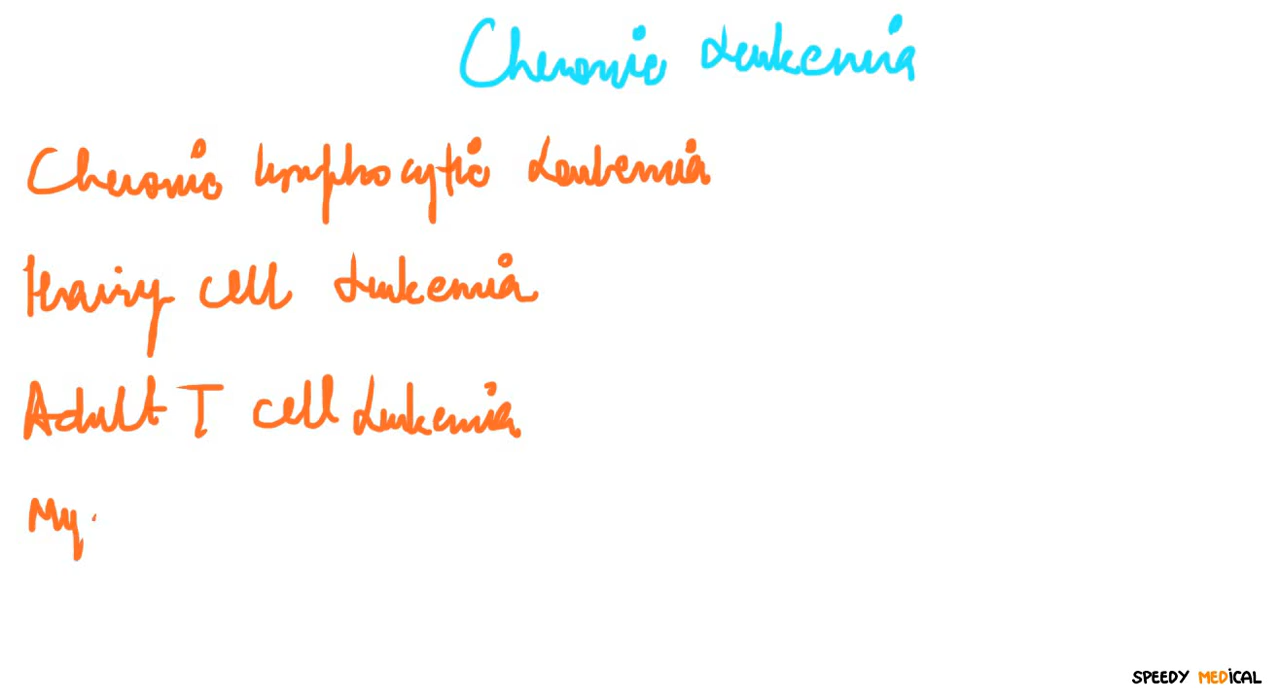 Chronic Leukemia
Chronic lymphocytic Leukemia
Hairy cell Leukemia
Adult T cell Leukemia
My
SPEEDY MEDICAL